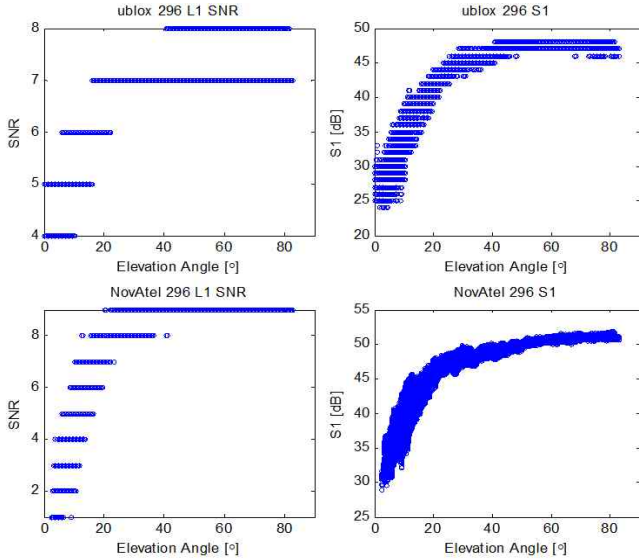 ublox 296 L1 SNR
8
7
6
5
4
SNR
0 20 40 60 80
Elevation Angle [o]
ublox 296 S1
50
45
40
35
30
25
20
S1 [dB]
0 20 40 60 80
Elevation Angle [o]
NovAtel 296 L1 SNR
8
6
4
2
SNR
0 20 40 60 80
Elevation Angle [o]
NovAtel 296 S1
55
50
45
40
35
30
25
S1 [dB]
0 20 40 60 80
Elevation Angle [o]